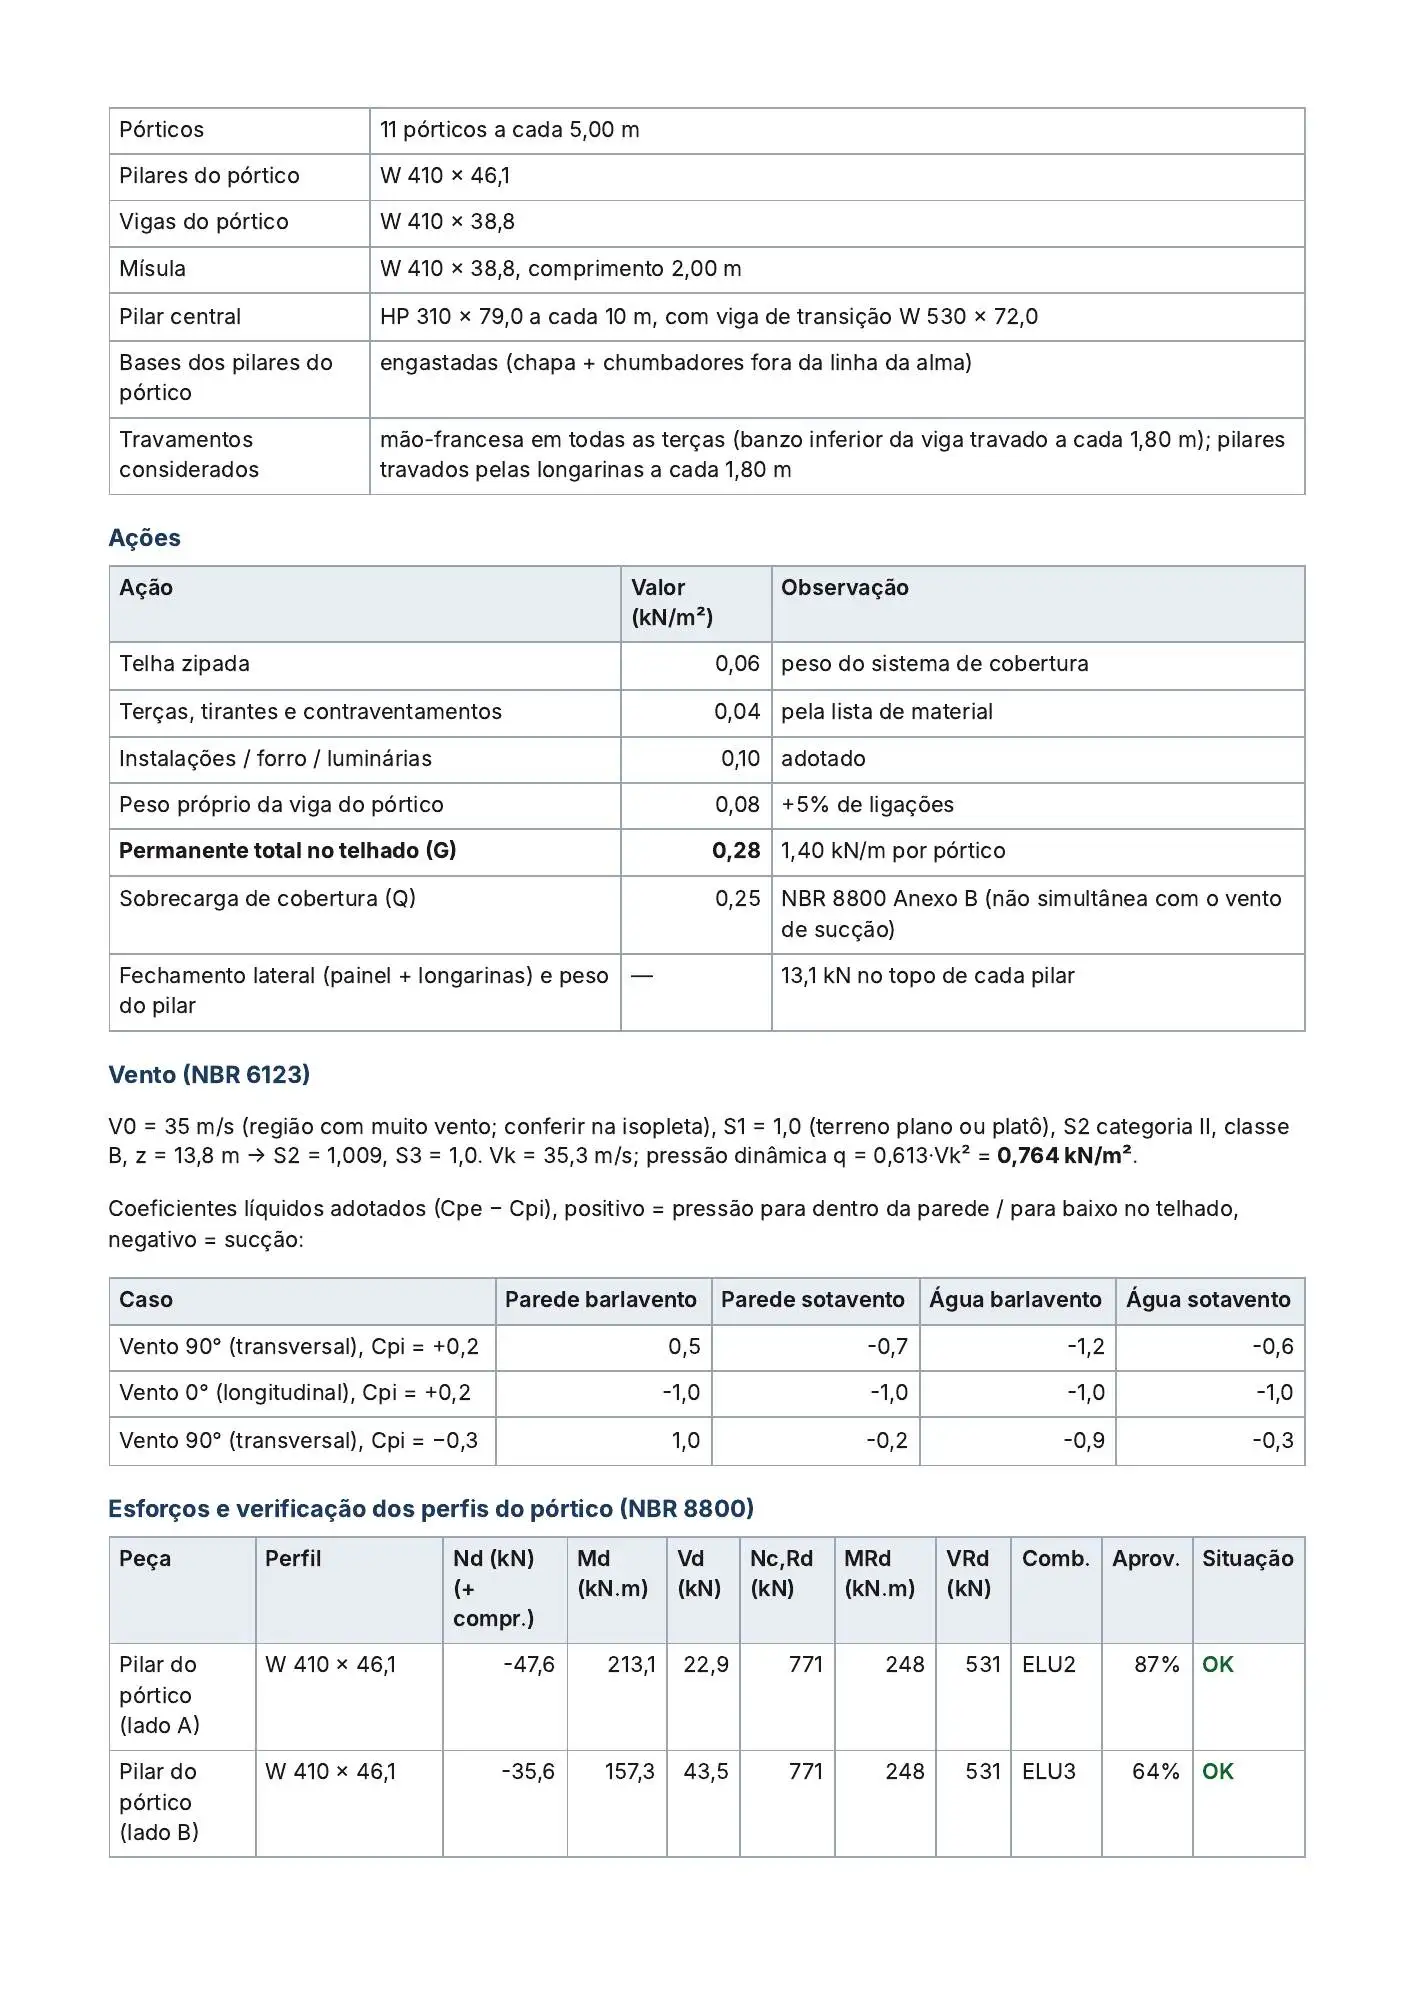 Pórticos 11 pórticos a cada 5,00 m
Pilares do pórtico W 410 × 46,1
Vigas do pórtico W 410 × 38,8
Mísula W 410 × 38,8, comprimento 2,00 m
Pilar central HP 310 × 79,0 a cada 10 m, com viga de transição W 530 × 72,0
Bases dos pilares do engastadas (chapa + chumbadores fora da linha da alma)
pórtico
Travamentos mão-francesa em todas as terças (banzo inferior da viga travado a cada 1,80 m); pilares
considerados travados pelas longarinas a cada 1,80 m
Ações
Ação Valor Observação
(kN/m²)
Telha zipada 0,06 peso do sistema de cobertura
Terças, tirantes e contraventamentos 0,04 pela lista de material
Instalações / forro / luminárias 0,10 adotado
Peso próprio da viga do pórtico 0,08 +5% de ligações
Permanente total no telhado (G) 0,28 1,40 kN/m por pórtico
Sobrecarga de cobertura (Q) 0,25 NBR 8800 Anexo B (não simultânea com o vento
de sucção)
Fechamento lateral (painel + longarinas) e peso — 13,1 kN no topo de cada pilar
do pilar
Vento (NBR 6123)
V0 = 35 m/s (região com muito vento; conferir na isopleta), S1 = 1,0 (terreno plano ou platô), S2 categoria II, classe
B, z = 13,8 m → S2 = 1,009, S3 = 1,0. Vk = 35,3 m/s; pressão dinâmica q = 0,613·Vk² = 0,764 kN/m².
Coeficientes líquidos adotados (Cpe − Cpi), positivo = pressão para dentro da parede / para baixo no telhado,
negativo = sucção:
Caso Parede barlavento Parede sotavento Água barlavento Água sotavento
Vento 90° (transversal), Cpi = +0,2 0,5 -0,7 -1,2 -0,6
Vento 0° (longitudinal), Cpi = +0,2 -1,0 -1,0 -1,0 -1,0
Vento 90° (transversal), Cpi = −0,3 1,0 -0,2 -0,9 -0,3
Esforços e verificação dos perfis do pórtico (NBR 8800)
Peça Perfil Nd (kN) Md Vd Nc,Rd MRd VRd Comb. Aprov. Situação
(+ (kN.m) (kN) (kN) (kN.m) (kN)
compr.)
Pilar do W 410 × 46,1 -47,6 213,1 22,9 771 248 531 ELU2 87% OK
pórtico
(lado A)
Pilar do W 410 × 46,1 -35,6 157,3 43,5 771 248 531 ELU3 64% OK
pórtico
(lado B)